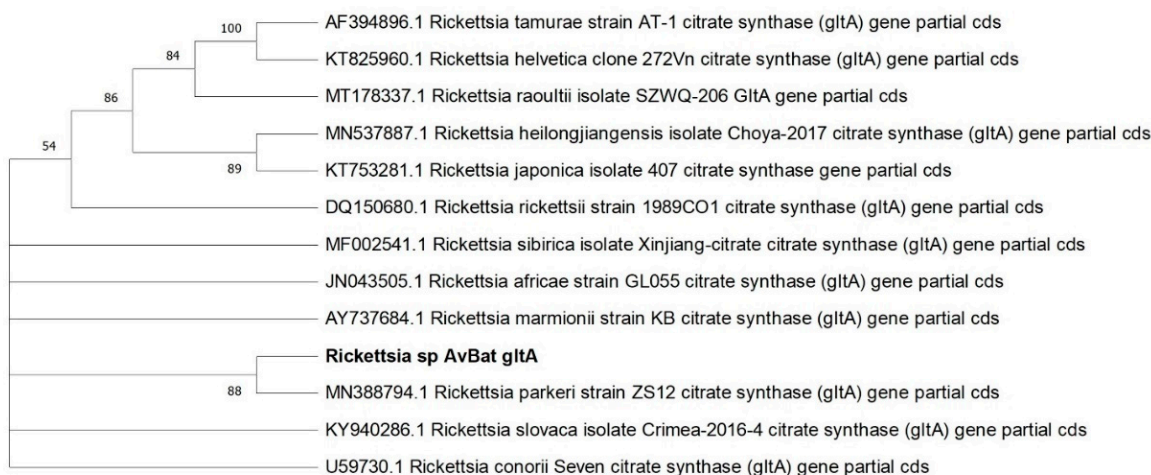 AF394896.1 Rickettsia tamurae strain AT-1 citrate synthase (gltA) gene partial cds
100
KT825960.1 Rickettsia helvetica clone 272Vn citrate synthase (gltA) gene partial cds
84
MT178337.1 Rickettsia raoultii isolate SZWQ-206 GltA gene partial cds
86
MN537887.1 Rickettsia heilongjiangensis isolate Choya-2017 citrate synthase (gltA) gene partial cds
54
89
KT753281.1 Rickettsia japonica isolate 407 citrate synthase gene partial cds
DQ150680.1 Rickettsia rickettsii strain 1989CO1 citrate synthase (gltA) gene partial cds
MF002541.1 Rickettsia sibirica isolate Xinjiang-citrate citrate synthase (gltA) gene partial cds
JN043505.1 Rickettsia africae strain GL055 citrate synthase (gltA) gene partial cds
AY737684.1 Rickettsia marmionii strain KB citrate synthase (gltA) gene partial cds
Rickettsia sp AvBat gltA
88
MN388794.1 Rickettsia parkeri strain ZS12 citrate synthase (gltA) gene partial cds
KY940286.1 Rickettsia slovaca isolate Crimea-2016-4 citrate synthase (gltA) gene partial cds
U59730.1 Rickettsia conorii Seven citrate synthase (gltA) gene partial cds